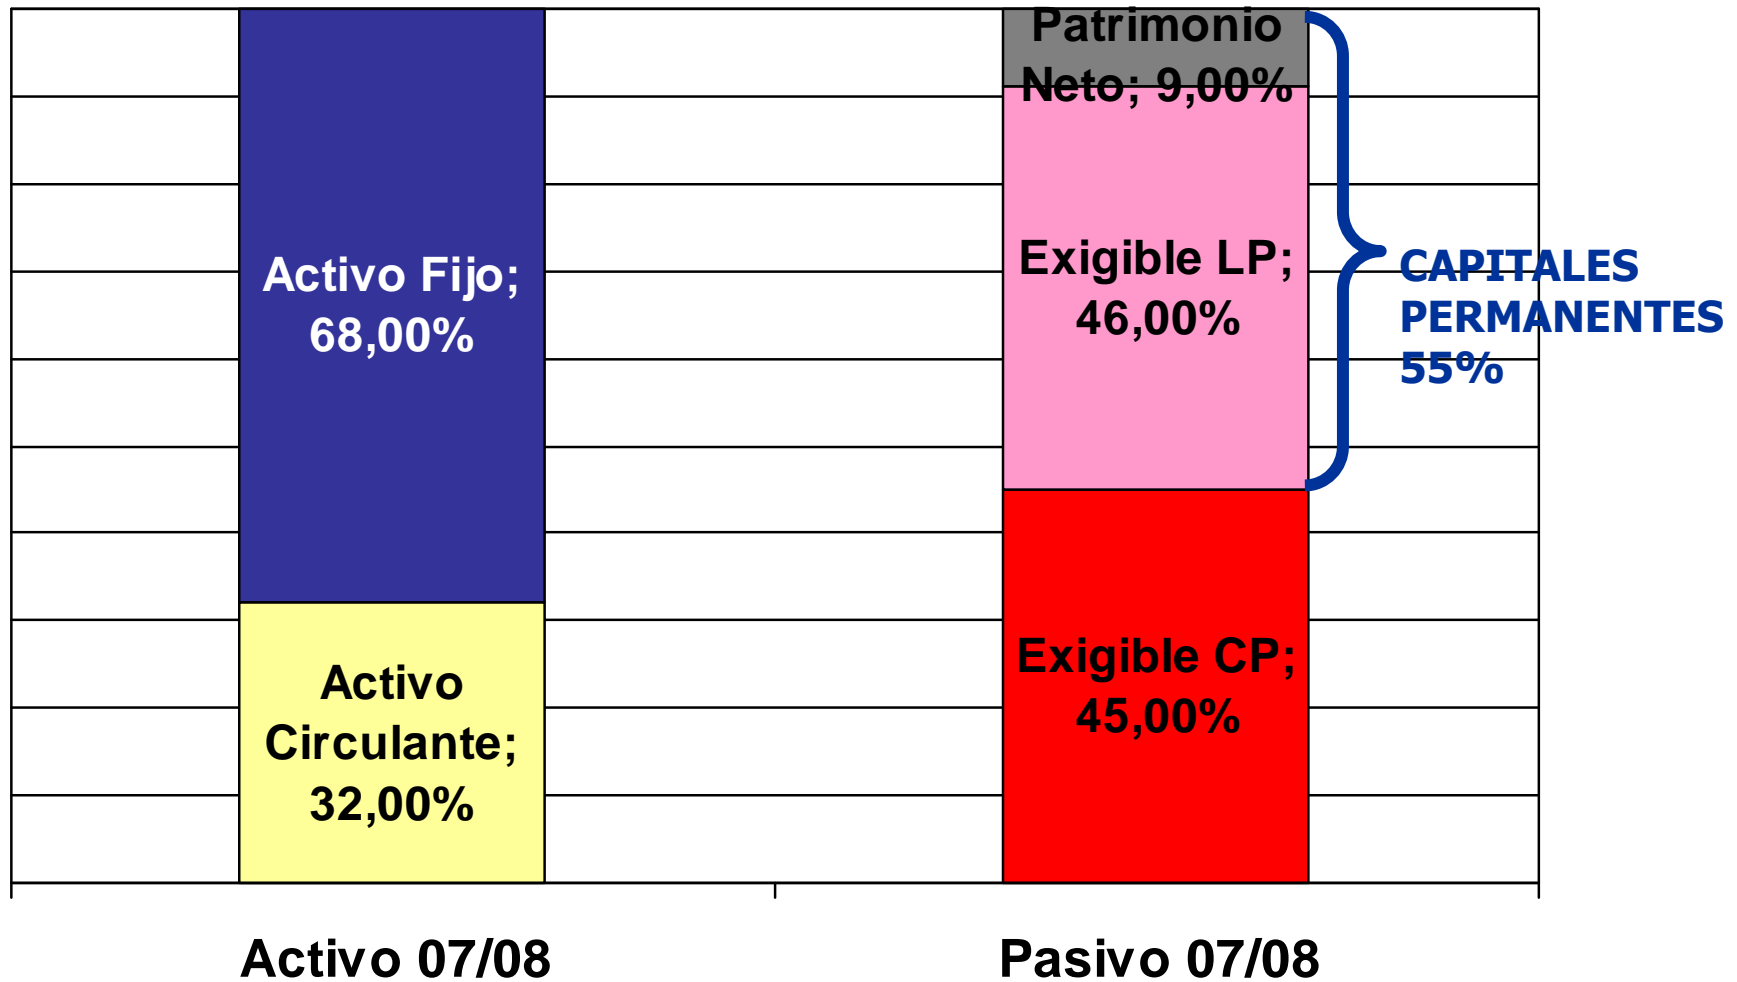 Activo Fijo;
68,00%
Activo
Circulante;
32,00%
Patrimonio
Neto; 9,00%
Exigible LP;
46,00%
Exigible CP;
45,00%
CAPITALES
PERMANENTES
55%
Activo 07/08
Pasivo 07/08